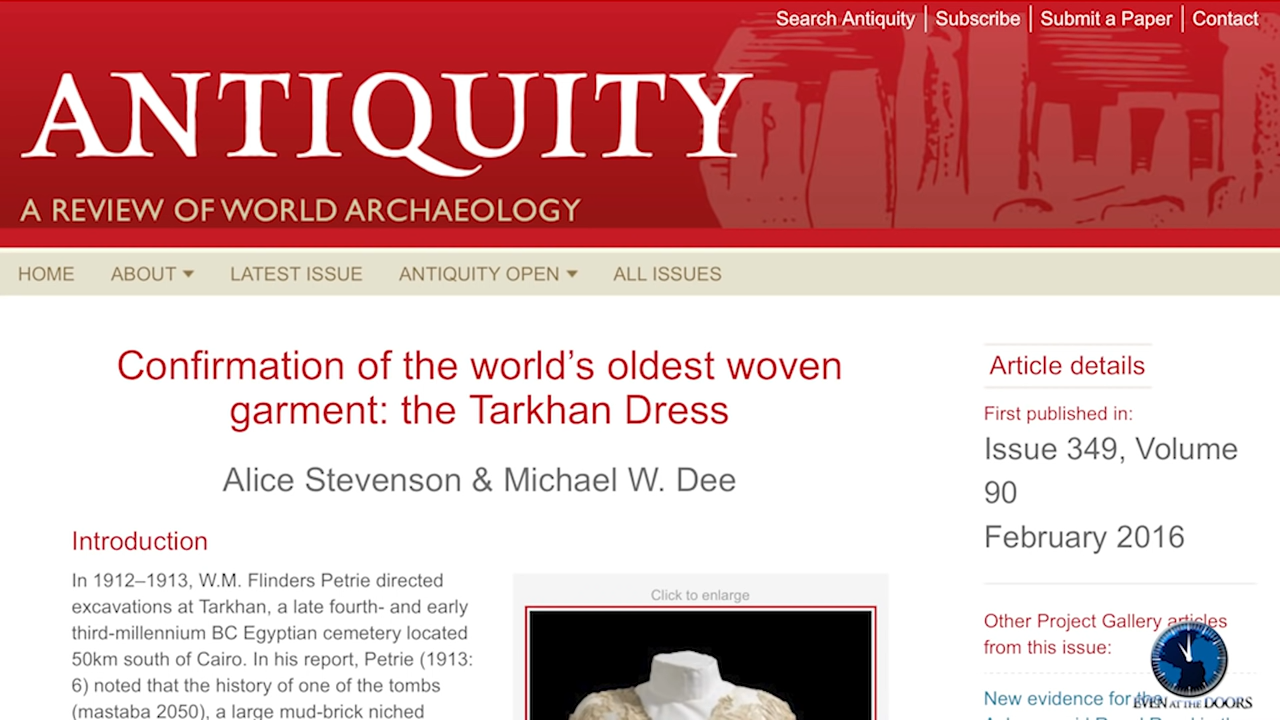 Search Antiquity | Subscribe | Submit a Paper | Contact
ANTIQUITY
A REVIEW OF WORLD ARCHAEOLOGY
HOME ABOUT LATEST ISSUE ANTIQUITY OPEN ALL ISSUES
Confirmation of the world's oldest woven
garment: the Tarkhan Dress
Alice Stevenson & Michael W. Dee
Introduction
In 1912–1913, W.M. Flinders Petrie directed
excavations at Tarkhan, a late fourth- and early
third-millennium BC Egyptian cemetery located
50km south of Cairo. In his report, Petrie (1913:
6) noted that the history of one of the tombs
(mastaba 2050), a large mud-brick niched
Click to enlarge
Article details
First published in:
Issue 349, Volume
90
February 2016
Other Project Gallery articles
from this issue:
New evidence for the
EVEN AT THE DOORS